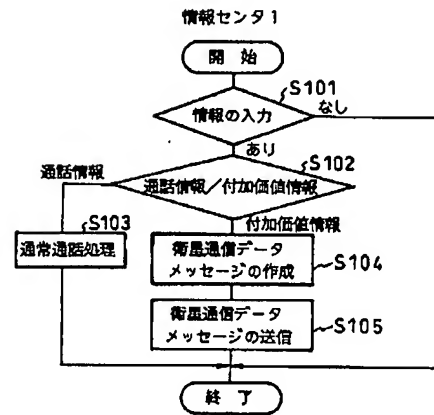 情報センタ1
開始
S101
情報の入力
なし
あり
S102
通話情報
通話情報/付加価値情報
S103
付加価値情報
通常通話処理
衛星通信データ
メッセージの作成
S104
衛星通信データ
メッセージの送信
S105
終了